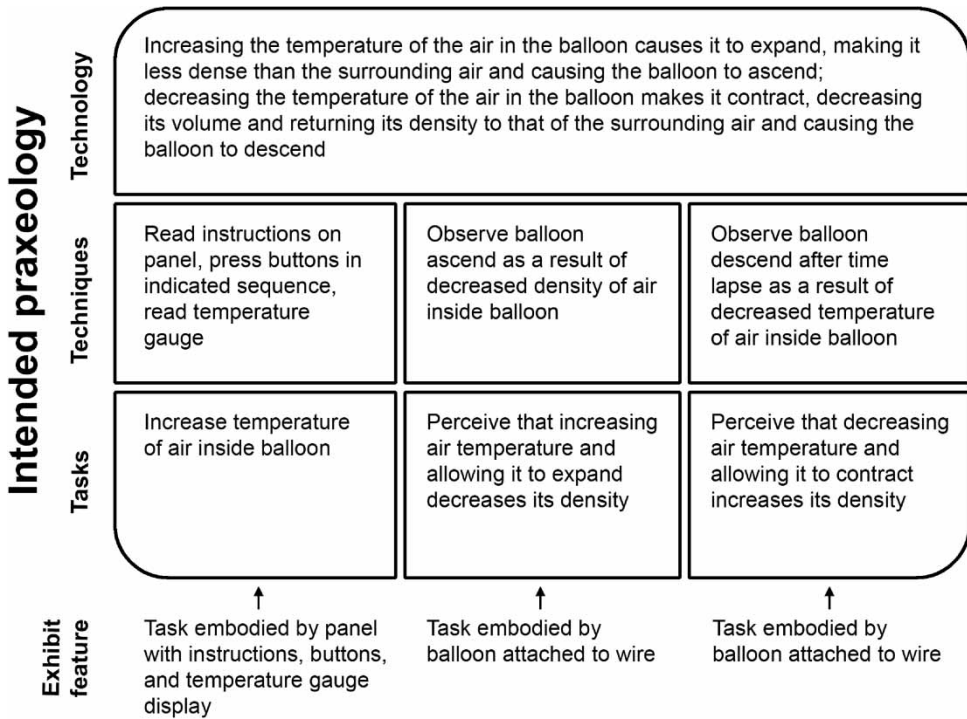 Intended praxeology
Technology
Increasing the temperature of the air in the balloon causes it to expand, making it
less dense than the surrounding air and causing the balloon to ascend;
decreasing the temperature of the air in the balloon makes it contract, decreasing
its volume and returning its density to that of the surrounding air and causing the
balloon to descend
Techniques
Read instructions on
panel, press buttons in
indicated sequence,
read temperature
gauge
Observe balloon
ascend as a result of
decreased density of air
inside balloon
Observe balloon
descend after time
lapse as a result of
decreased temperature
of air inside balloon
Tasks
Increase temperature
of air inside balloon
Perceive that increasing
air temperature and
allowing it to expand
decreases its density
Perceive that decreasing
air temperature and
allowing it to contract
increases its density
Exhibit
feature
Task embodied by panel
with instructions, buttons,
and temperature gauge
display
Task embodied by
balloon attached to wire
Task embodied by
balloon attached to wire